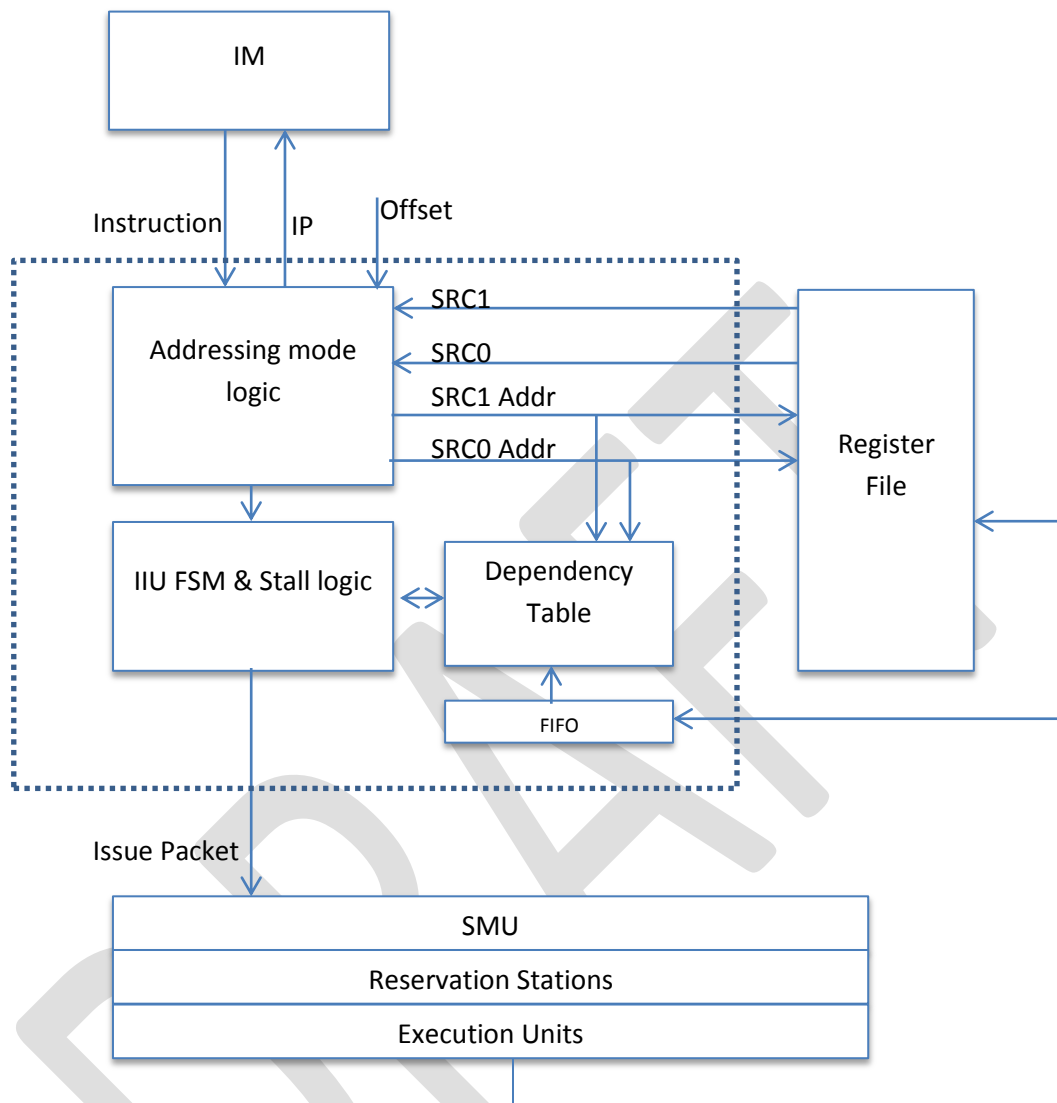 IM
Instruction
IP
Offset
SRC1
SRC0
SRC1 Addr
SRC0 Addr
Addressing mode
logic
Register
File
IIU FSM & Stall logic
Dependency
Table
FIFO
Issue Packet
SMU
Reservation Stations
Execution Units
DRAFT